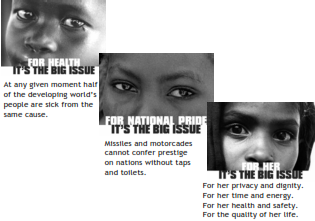 FOR HEALTH
IT'S THE BIG ISSUE
At any given moment half
of the developing world's
people are sick from the
same cause.
FOR NATIONAL PRIDE
IT'S THE BIG ISSUE
Missiles and motorcades
cannot confer prestige
on nations without taps
and toilets.
FOR HER
IT'S THE BIG ISSUE
For her privacy and dignity.
For her time and energy.
For her health and safety.
For the quality of her life.